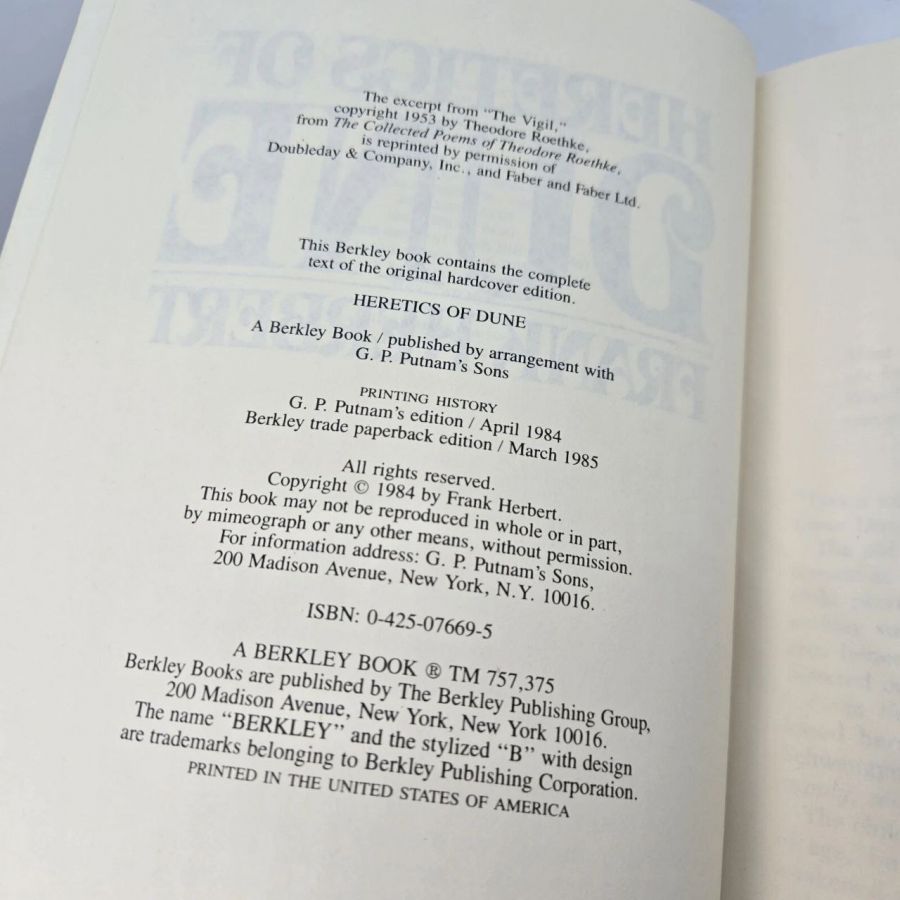 The excerpt from "The Vigil,"
copyright 1953 by Theodore Roethke,
from The Collected Poems of Theodore Roethke,
is reprinted by permission of
Doubleday & Company, Inc., and Faber and Faber Ltd.
This Berkley book contains the complete
text of the original hardcover edition.
HERETICS OF DUNE
A Berkley Book / published by arrangement with
G. P. Putnam's Sons
PRINTING HISTORY
G. P. Putnam's edition / April 1984
Berkley trade paperback edition / March 1985
All rights reserved.
Copyright © 1984 by Frank Herbert.
This book may not be reproduced in whole or in part,
by mimeograph or any other means, without permission.
For information address: G. P. Putnam's Sons,
200 Madison Avenue, New York, N.Y. 10016.
ISBN: 0-425-07669-5
A BERKLEY BOOK ® TM 757,375
Berkley Books are published by The Berkley Publishing Group,
200 Madison Avenue, New York, New York 10016.
The name "BERKLEY" and the stylized "B" with design
are trademarks belonging to Berkley Publishing Corporation.
PRINTED IN THE UNITED STATES OF AMERICA
HERETICS OF
DUNE
FRANK HERBERT